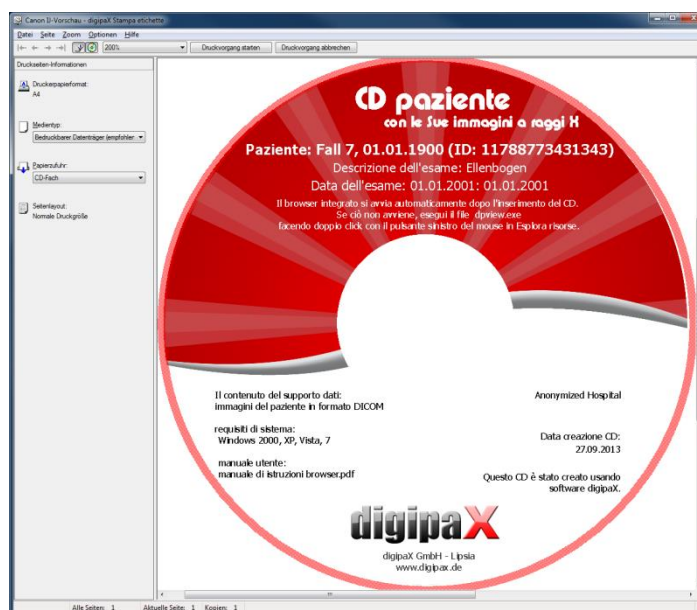 Canon IJ-Vorschau - digipaX Stampa etichette
Datei Seite Zoom Optionen Hilfe
200% Druckvorgang starten Druckvorgang abbrechen
Druckseiten-Informationen
Druckerpapierformat:
A4
Medientyp:
Bedruckbarer Datenträger (empfohler
Papierzufuhr:
CD-Fach
Seitenlayout:
Normale Druckgröße
CD paziente
con le Sue immagini a raggi X
Paziente: Fall 7, 01.01.1900 (ID: 11788773431343)
Descrizione dell'esame: Ellenbogen
Data dell'esame: 01.01.2001: 01.01.2001
Il browser integrato si avvia automaticamente dopo l'inserimento del CD.
Se ciò non avviene, esegui il file dpview.exe
facendo doppio click con il pulsante sinistro del mouse in Esplora risorse.
Il contenuto del supporto dati:
immagini del paziente in formato DICOM
requisiti di sistema:
Windows 2000, XP, Vista, 7
manuale utente:
manuale di istruzioni browser.pdf
Anonymized Hospital
Data creazione CD:
27.09.2013
Questo CD è stato creato usando
software digipaX.
digipaX
digipaX GmbH - Lipsia
www.digipax.de
Alle Seiten: 1 Aktuelle Seite: 1 Kopien: 1